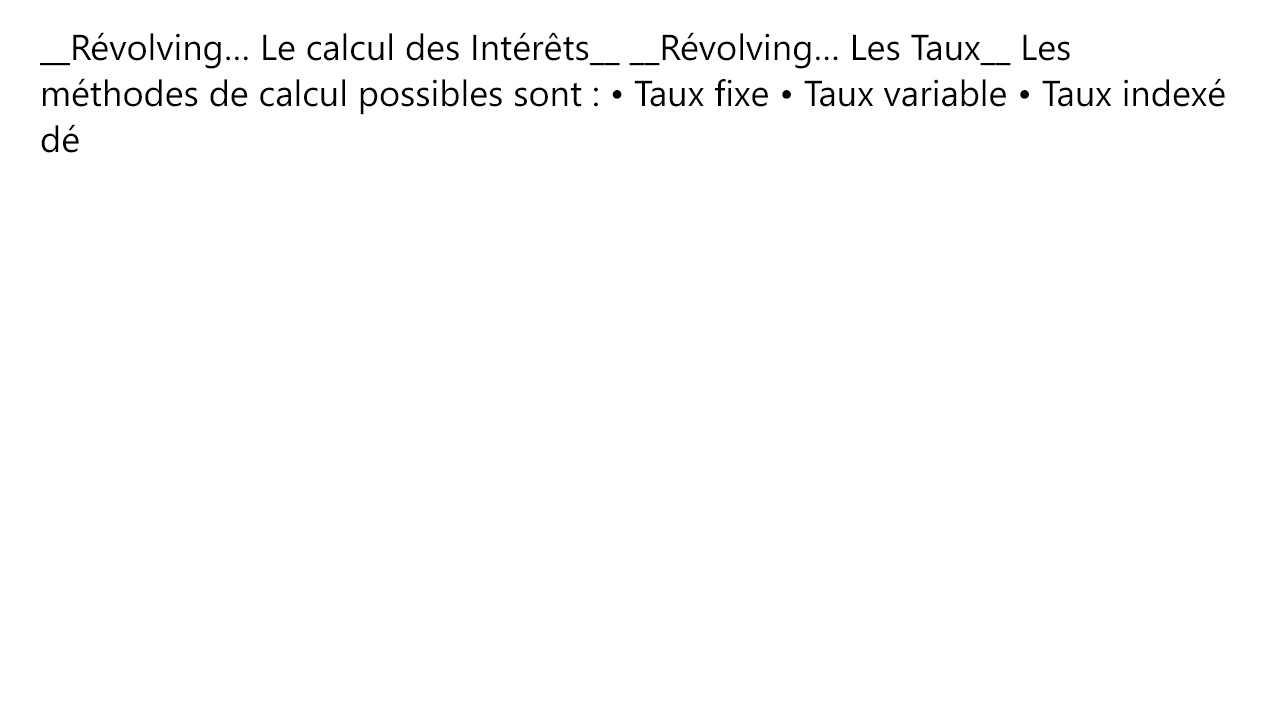 __Révolving… Le calcul des Intérêts__ __Révolving… Les Taux__ Les
méthodes de calcul possibles sont : • Taux fixe • Taux variable • Taux indexé
dé